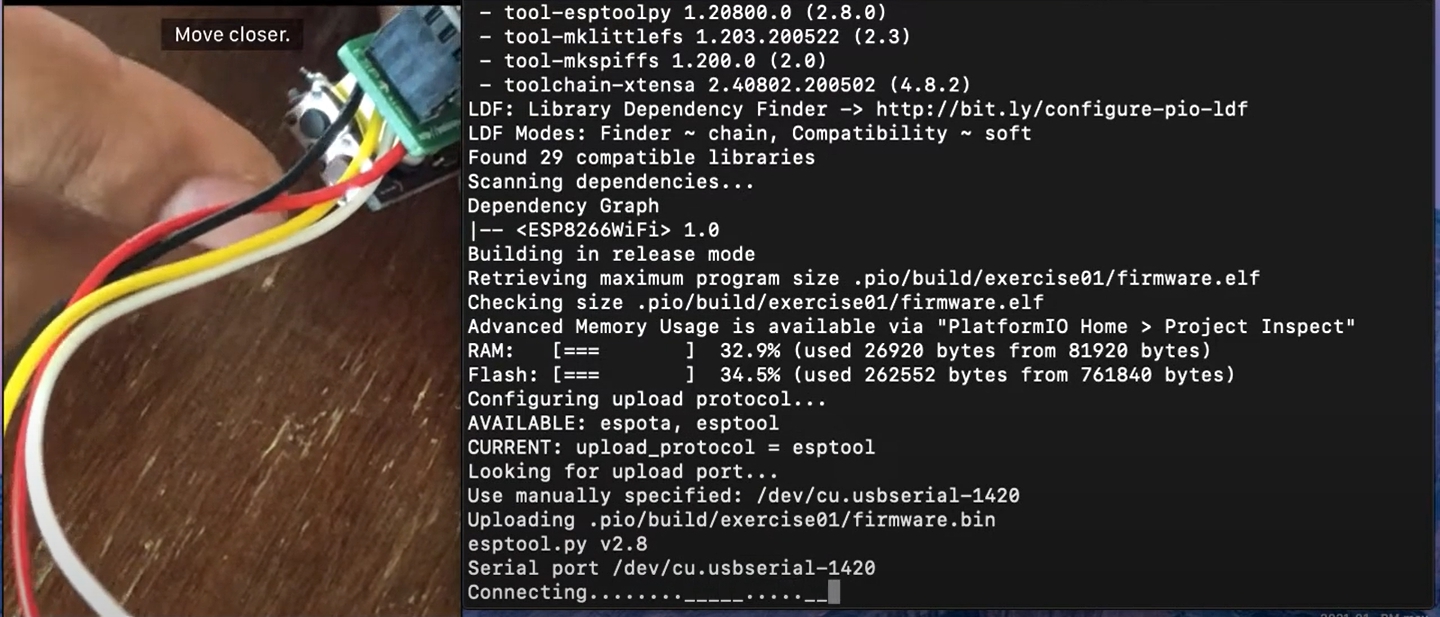 Move closer.
- tool-esptoolpy 1.20800.0 (2.8.0)
- tool-mklittlefs 1.203.200522 (2.3)
- tool-mkspiffs 1.200.0 (2.0)
- toolchain-xtensa 2.40802.200502 (4.8.2)
LDF: Library Dependency Finder -> http://bit.ly/configure-pio-ldf
LDF Modes: Finder ~ chain, Compatibility ~ soft
Found 29 compatible libraries
Scanning dependencies...
Dependency Graph
|-- <ESP8266WiFi> 1.0
Building in release mode
Retrieving maximum program size .pio/build/exercise01/firmware.elf
Checking size .pio/build/exercise01/firmware.elf
Advanced Memory Usage is available via "PlatformIO Home > Project Inspect"
RAM:   [===       ]  32.9% (used 26920 bytes from 81920 bytes)
Flash: [===       ]  34.5% (used 262552 bytes from 761840 bytes)
Configuring upload protocol...
AVAILABLE: espota, esptool
CURRENT: upload_protocol = esptool
Looking for upload port...
Use manually specified: /dev/cu.usbserial-1420
Uploading .pio/build/exercise01/firmware.bin
esptool.py v2.8
Serial port /dev/cu.usbserial-1420
Connecting........_____.....__